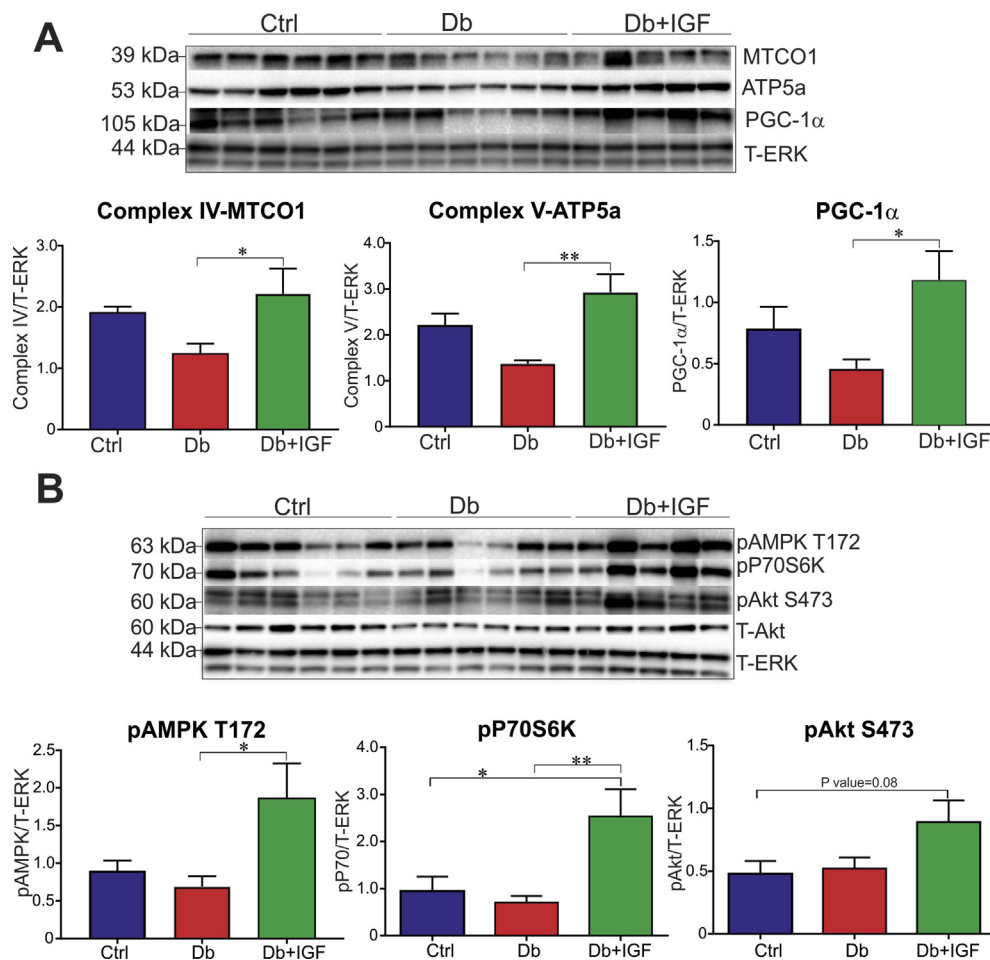 A
Ctrl Db Db+IGF
39 kDa MTCO1
53 kDa ATP5a
105 kDa PGC-1α
44 kDa T-ERK
Complex IV-MTCO1
Complex IV/T-ERK
3.0
2.0
1.0
0
*
Ctrl Db Db+IGF
Complex V-ATP5a
Complex V/T-ERK
4.0
3.0
2.0
1.0
0
**
Ctrl Db Db+IGF
PGC-1α
PGC-1α/T-ERK
1.5
1.0
0.5
0
*
Ctrl Db Db+IGF
B
Ctrl Db Db+IGF
63 kDa pAMPK T172
70 kDa pP70S6K
60 kDa pAkt S473
60 kDa T-Akt
44 kDa T-ERK
pAMPK T172
pAMPK/T-ERK
2.5
2.0
1.5
1.0
0.5
0
*
Ctrl Db Db+IGF
pP70S6K
pP70/T-ERK
4.0
3.0
2.0
1.0
0
* **
Ctrl Db Db+IGF
pAkt S473
pAkt/T-ERK
1.5
1.0
0.5
0
P value=0.08
Ctrl Db Db+IGF